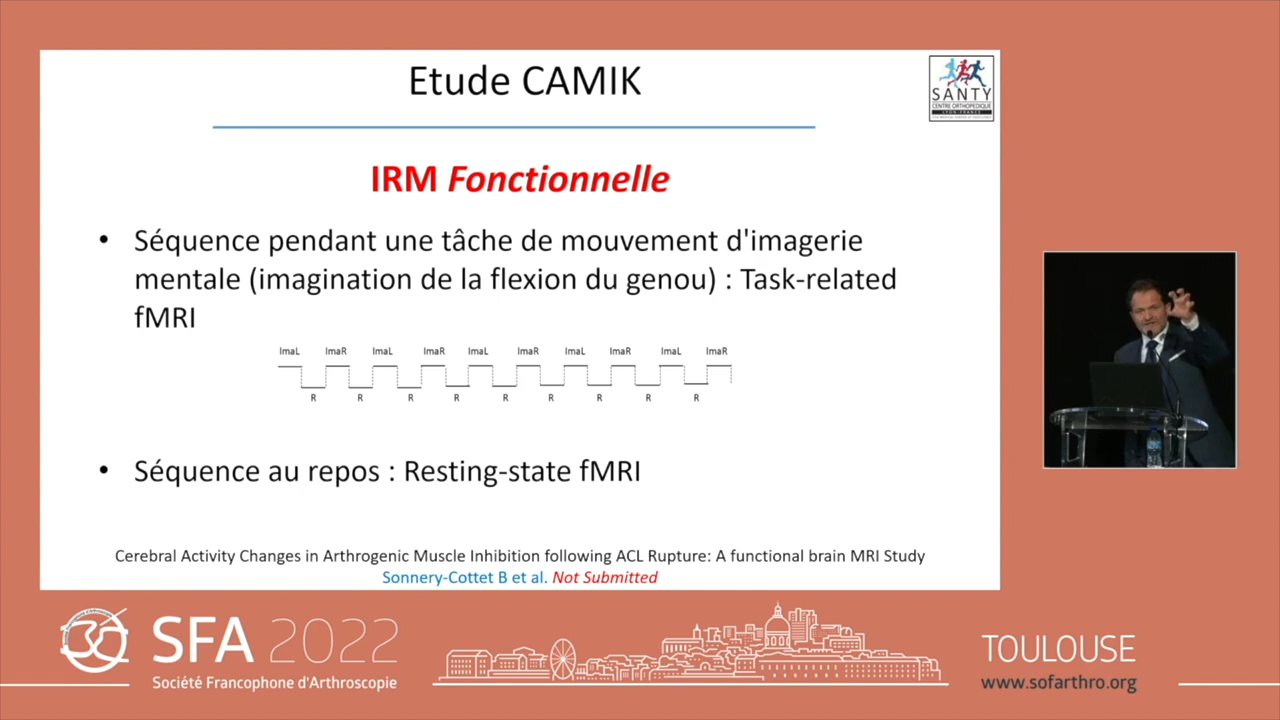 Etude CAMIK
SANTY
CENTRE ORTHOPEDIQUE
IRM Fonctionnelle
• Séquence pendant une tâche de mouvement d'imagerie
mentale (imagination de la flexion du genou) : Task-related
fMRI
ImaL ImaR ImaL ImaR ImaL ImaR ImaL ImaR ImaL ImaR
R R R R R R R R R
• Séquence au repos : Resting-state fMRI
Cerebral Activity Changes in Arthrogenic Muscle Inhibition following ACL Rupture: A functional brain MRI Study
Sonnery-Cottet B et al. Not Submitted
30
SFA 2022
Société Francophone d'Arthroscopie
TOULOUSE
www.sofarthro.org